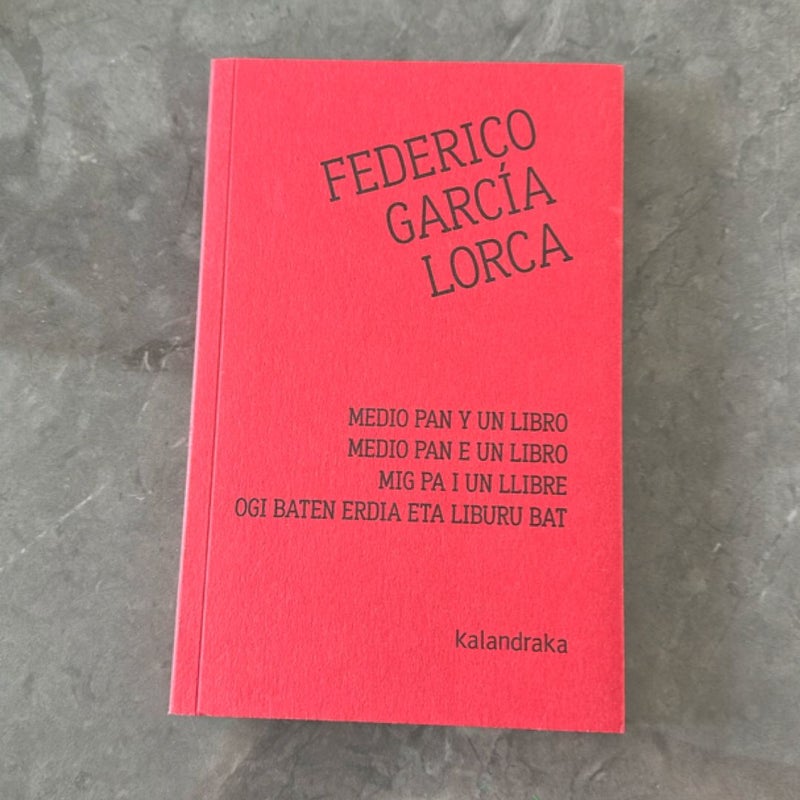 FEDERICO
GARCÍA
LORCA
MEDIO PAN Y UN LIBRO
MEDIO PAN E UN LIBRO
MIG PA I UN LLIBRE
OGI BATEN ERDIA ETA LIBURU BAT
Kalandraka